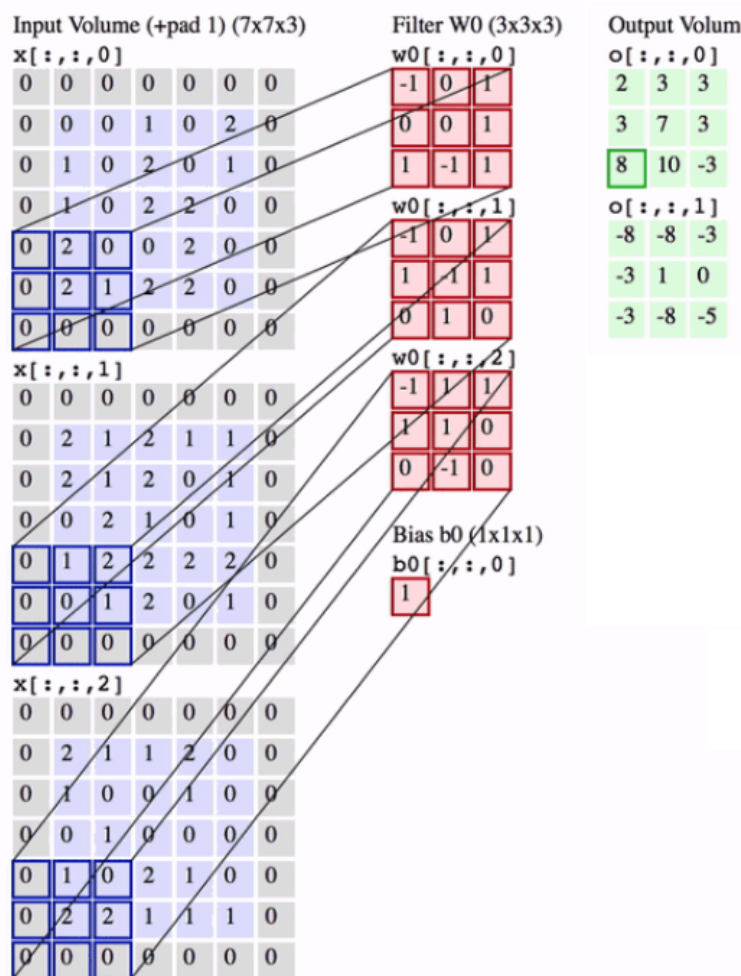 Input Volume (+pad 1) (7x7x3)
x[:,:,0]
0 0 0 0 0 0 0
0 0 0 1 0 2 0
0 1 0 2 0 1 0
0 1 0 2 2 0 0
0 2 0 0 2 0 0
0 2 1 2 2 0 0
0 0 0 0 0 0 0
x[:,:,1]
0 0 0 0 0 0 0
0 2 1 2 1 1 0
0 2 1 2 0 1 0
0 0 2 1 0 1 0
0 1 2 2 2 2 0
0 0 1 2 0 1 0
0 0 0 0 0 0 0
x[:,:,2]
0 0 0 0 0 0 0
0 2 1 1 2 0 0
0 1 0 0 1 0 0
0 0 1 0 0 0 0
0 1 0 2 1 0 0
0 2 2 1 1 1 0
0 0 0 0 0 0 0
Filter W0 (3x3x3)
w0[:,:,0]
-1 0 1
0 0 1
1 -1 1
w0[:,:,1]
-1 0 1
1 -1 1
0 1 0
w0[:,:,2]
-1 1 1
1 1 0
0 -1 0
Bias b0 (1x1x1)
b0[:,:,0]
1
Output Volum
o[:,:,0]
2 3 3
3 7 3
8 10 -3
o[:,:,1]
-8 -8 -3
-3 1 0
-3 -8 -5